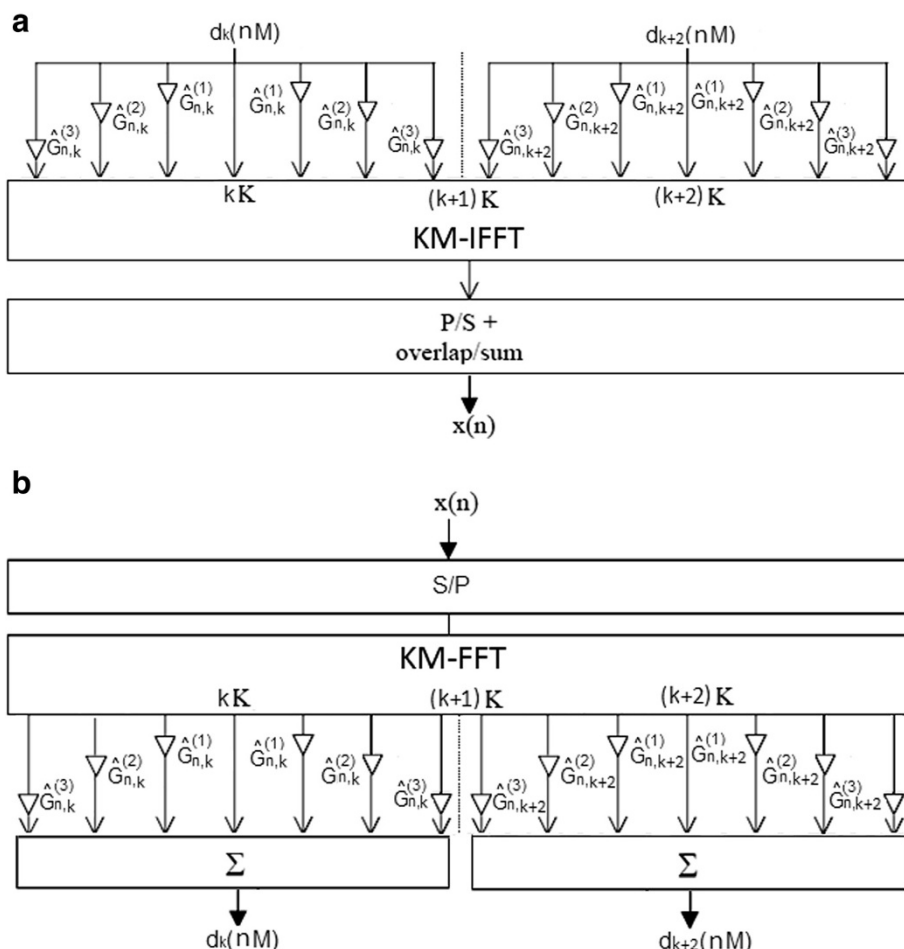 a
dₖ(nM) dₖ₊₂(nM)
Ĝₙ,ₖ⁽³⁾ Ĝₙ,ₖ⁽²⁾ Ĝₙ,ₖ⁽¹⁾ Ĝₙ,ₖ⁽¹⁾ Ĝₙ,ₖ⁽²⁾ Ĝₙ,ₖ⁽³⁾ Ĝₙ,ₖ₊₂⁽³⁾ Ĝₙ,ₖ₊₂⁽²⁾ Ĝₙ,ₖ₊₂⁽¹⁾ Ĝₙ,ₖ₊₂⁽¹⁾ Ĝₙ,ₖ₊₂⁽²⁾ Ĝₙ,ₖ₊₂⁽³⁾
kK (k+1)K (k+2)K
KM-IFFT
P/S +
overlap/sum
x(n)
b
x(n)
S/P
KM-FFT
kK (k+1)K (k+2)K
Ĝₙ,ₖ⁽³⁾ Ĝₙ,ₖ⁽²⁾ Ĝₙ,ₖ⁽¹⁾ Ĝₙ,ₖ⁽¹⁾ Ĝₙ,ₖ⁽²⁾ Ĝₙ,ₖ⁽³⁾ Ĝₙ,ₖ₊₂⁽³⁾ Ĝₙ,ₖ₊₂⁽²⁾ Ĝₙ,ₖ₊₂⁽¹⁾ Ĝₙ,ₖ₊₂⁽¹⁾ Ĝₙ,ₖ₊₂⁽²⁾ Ĝₙ,ₖ₊₂⁽³⁾
Σ Σ
dₖ(nM) dₖ₊₂(nM)